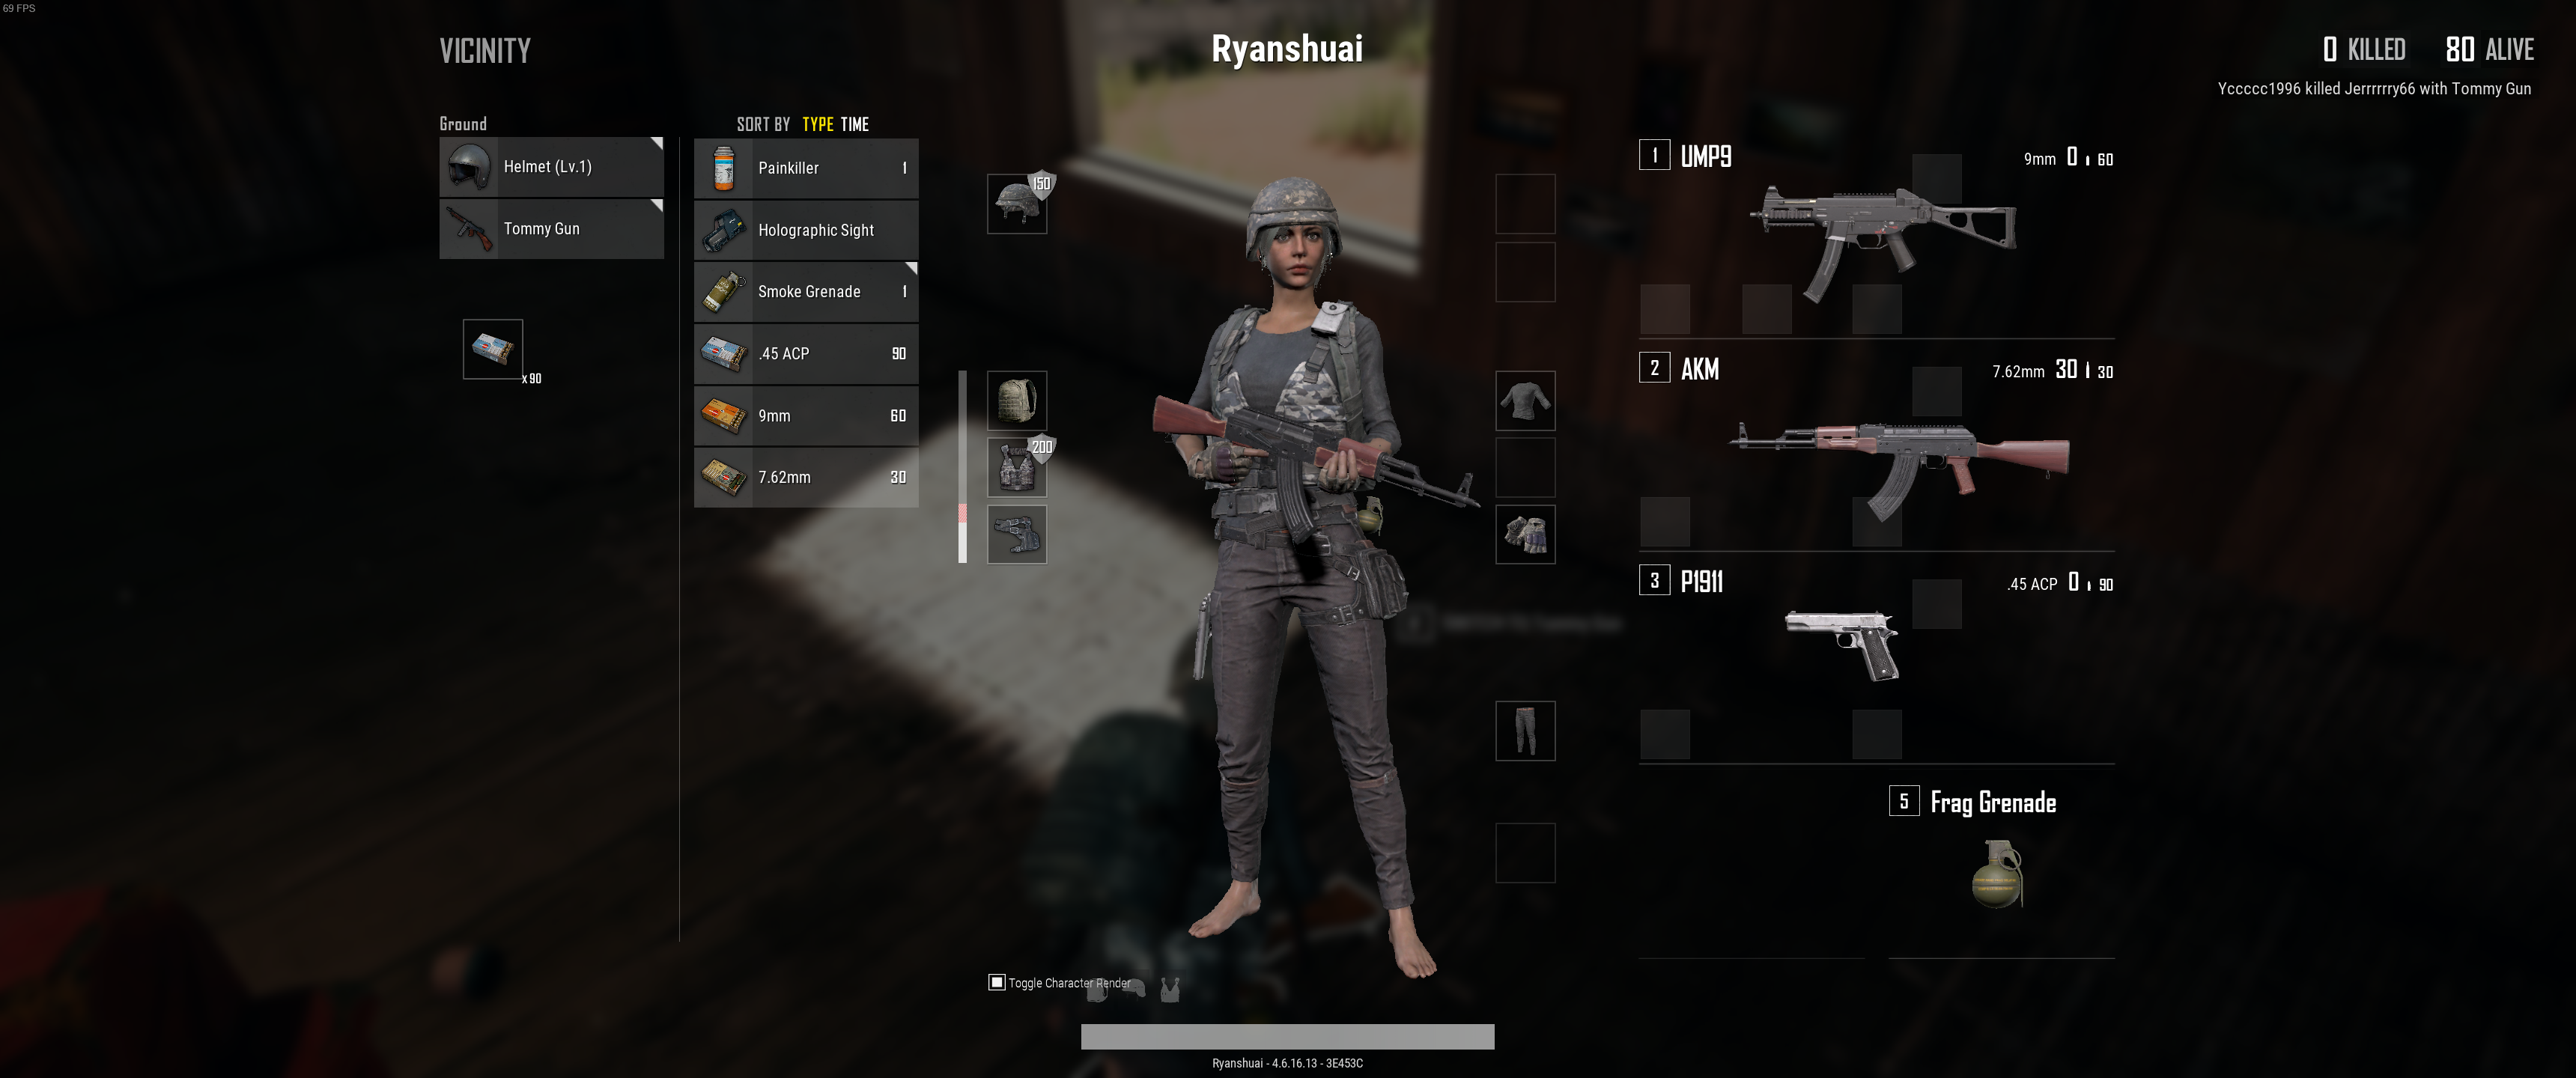 69 FPS
VICINITY
Ryanshuai
0 KILLED 80 ALIVE
Yccccc1996 killed Jerrrrrry66 with Tommy Gun
Ground
SORT BY TYPE TIME
Helmet (Lv.1)
Tommy Gun
x90
Painkiller 1
Holographic Sight
Smoke Grenade 1
.45 ACP 90
9mm 60
7.62mm 30
150
200
1 UMP9 9mm 0 60
2 AKM 7.62mm 30 30
3 P1911 .45 ACP 0 90
5 Frag Grenade
Toggle Character Render
Ryanshuai - 4.6.16.13 - 3E453C